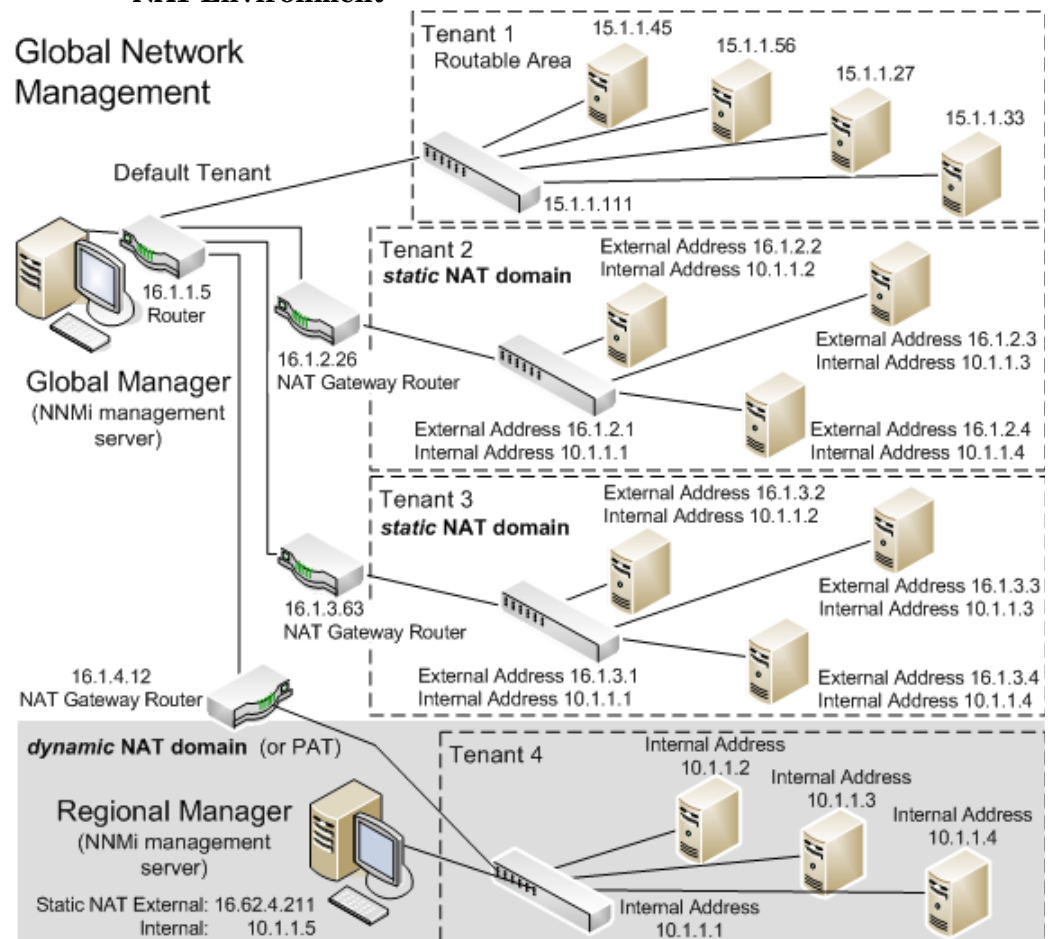 NAT Environment
Global Network
Management
Tenant 1
Routable Area
15.1.1.45
15.1.1.56
15.1.1.27
15.1.1.33
15.1.1.111
Default Tenant
16.1.1.5
Router
Global Manager
(NNMi management
server)
16.1.2.26
NAT Gateway Router
Tenant 2
static NAT domain
External Address 16.1.2.2
Internal Address 10.1.1.2
External Address 16.1.2.3
Internal Address 10.1.1.3
External Address 16.1.2.1
Internal Address 10.1.1.1
External Address 16.1.2.4
Internal Address 10.1.1.4
Tenant 3
static NAT domain
External Address 16.1.3.2
Internal Address 10.1.1.2
16.1.3.63
NAT Gateway Router
External Address 16.1.3.3
Internal Address 10.1.1.3
External Address 16.1.3.1
Internal Address 10.1.1.1
External Address 16.1.3.4
Internal Address 10.1.1.4
16.1.4.12
NAT Gateway Router
dynamic NAT domain (or PAT)
Tenant 4
Internal Address
10.1.1.2
Internal Address
10.1.1.3
Internal Address
10.1.1.4
Regional Manager
(NNMi management
server)
Static NAT External: 16.62.4.211
Internal: 10.1.1.5
Internal Address
10.1.1.1